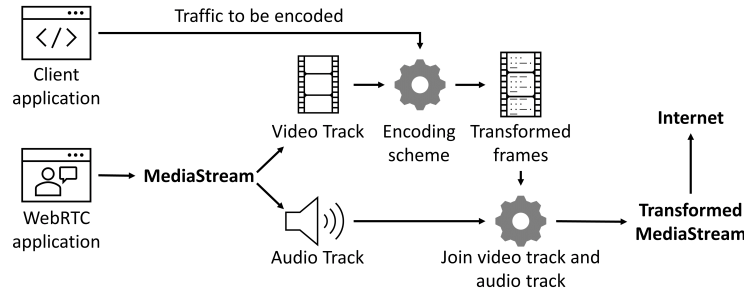 Traffic to be encoded
Client
application
Video Track
Encoding
scheme
Transformed
frames
Internet
MediaStream
WebRTC
application
Audio Track
Join video track and
audio track
Transformed
MediaStream